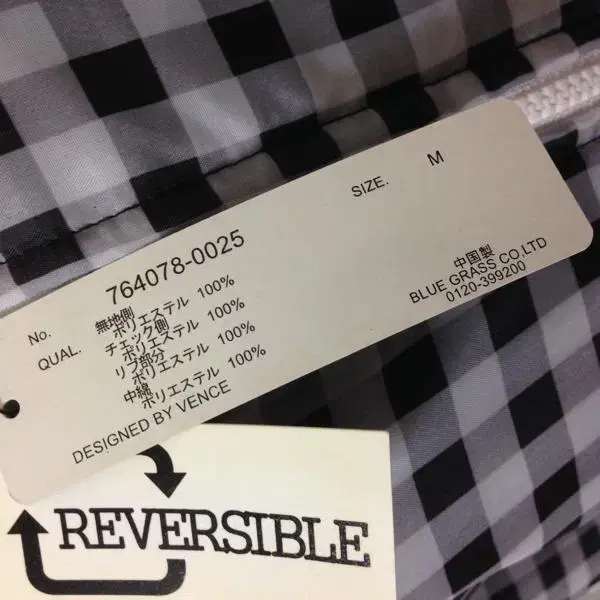 No. 764078-0025
SIZE. M
QUAL. 無地側
ポリエステル 100%
チェック側
ポリエステル 100%
リブ部分
ポリエステル 100%
中綿
ポリエステル 100%
DESIGNED BY VENCE
中国製
BLUE GRASS CO,LTD
0120-399200
REVERSIBLE